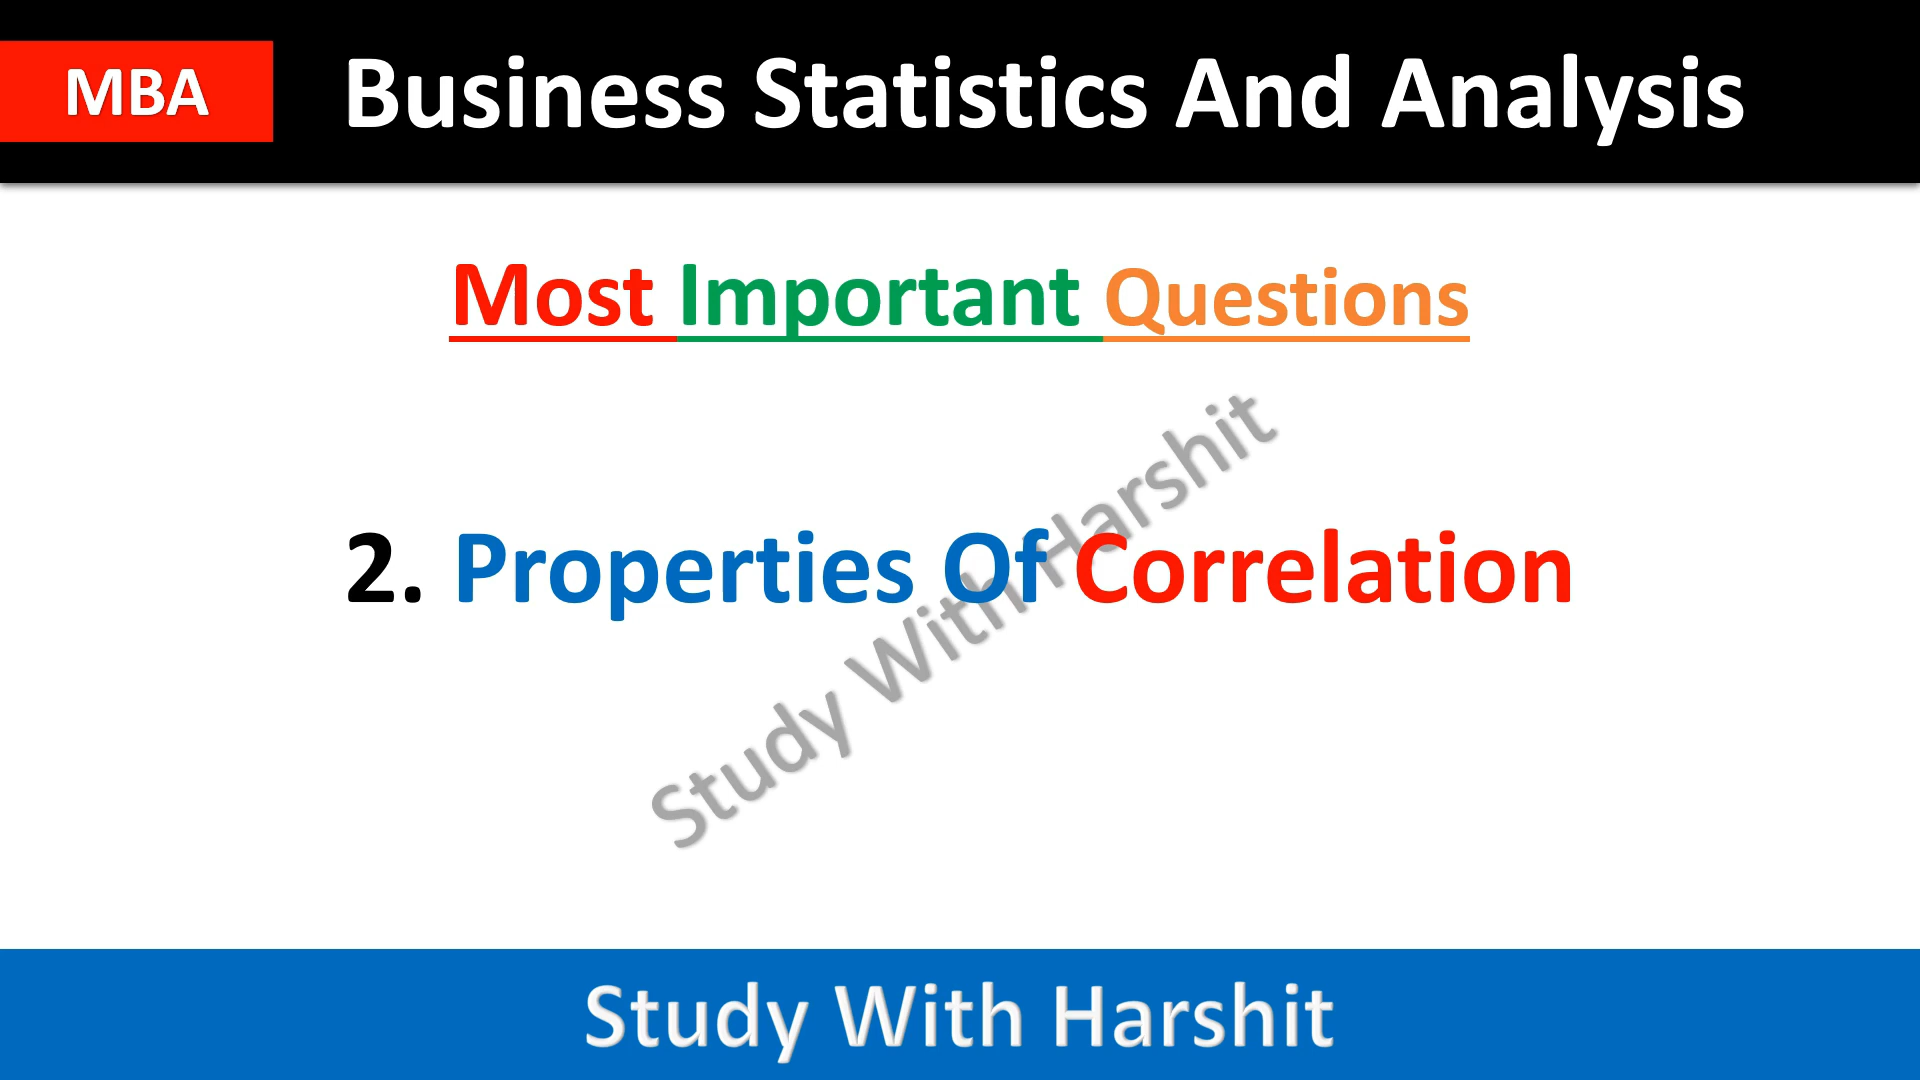 MBA
Business Statistics And Analysis
Most Important Questions
2. Properties Of Correlation
Study With Harshit
Study With Harshit